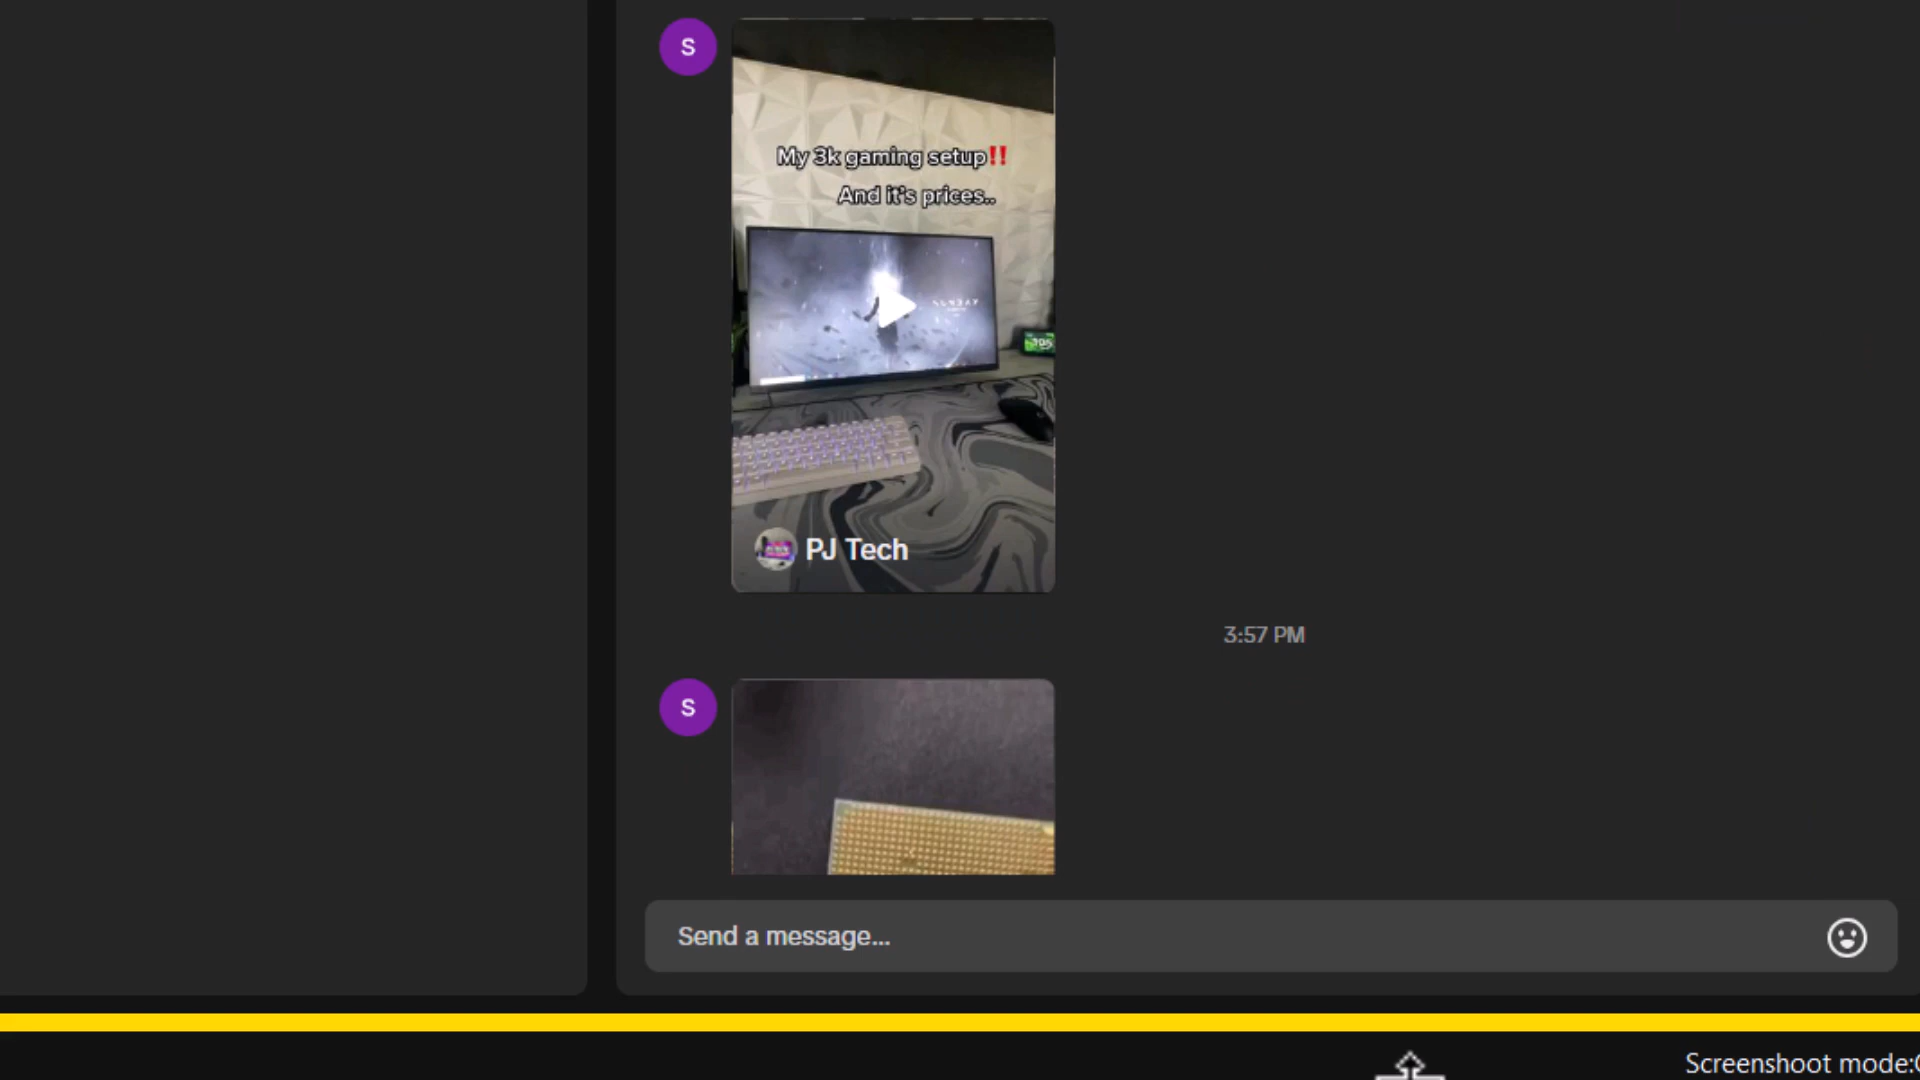 S
My 3k gaming setup‼️
And it's prices..
PJ Tech
3:57 PM
S
Send a message...
Screenshoot mode: